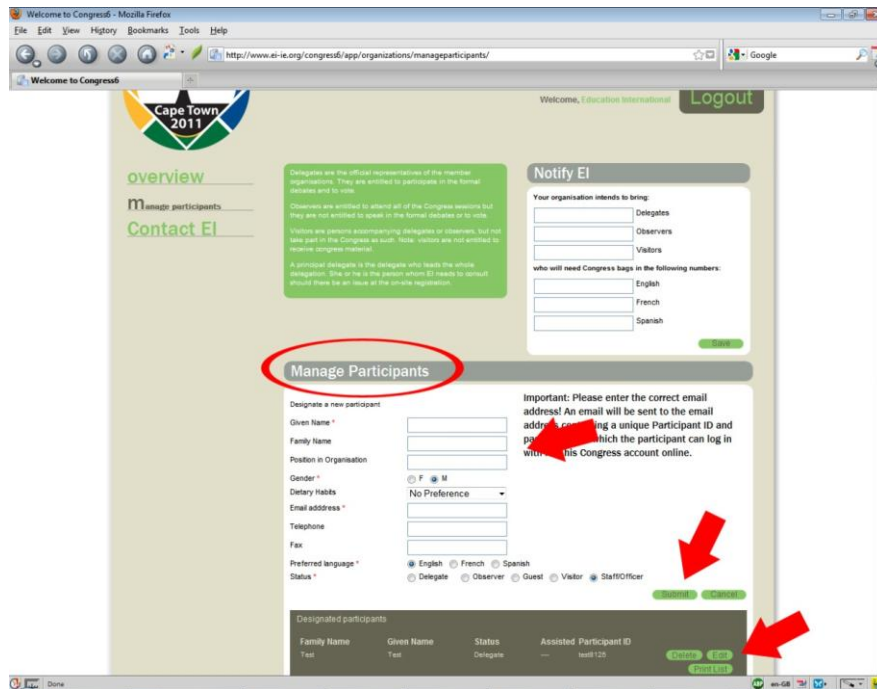 Welcome to Congress6 - Mozilla Firefox
File Edit View History Bookmarks Tools Help
http://www.ei-ie.org/congress6/app/organizations/manageparticipants/
Google
Welcome to Congress6
Cape Town
2011
Welcome, Education International
Logout
overview
Manage participants
Contact EI
Delegates are the official representatives of the member
organisations. They are entitled to participate in the formal
debates and to vote.
Observers are entitled to attend all of the Congress sessions but
they are not entitled to speak in the formal debates or to vote.
Visitors are persons accompanying delegates or observers, but not
take part in the Congress as such. Note: visitors are not entitled to
receive congress material.
A principal delegate is the delegate who leads the whole
delegation. She or he is the person whom EI needs to consult
should there be an issue at the on-site registration.
Notify EI
Your organisation intends to bring:
Delegates
Observers
Visitors
who will need Congress bags in the following numbers:
English
French
Spanish
Save
Manage Participants
Designate a new participant
Given Name *
Family Name
Position in Organisation
Gender * F M
Dietary Habits No Preference
Email adddress *
Telephone
Fax
Preferred language * English French Spanish
Status * Delegate Observer Guest Visitor Staff/Officer
Important: Please enter the correct email
address! An email will be sent to the email
address a unique Participant ID and
which the participant can log in
with his Congress account online.
Submit Cancel
Designated participants
Family Name Given Name Status Assisted Participant ID
Test Test Delegate --- test8128 Delete Edit
Print List
Done
ABP en-GB